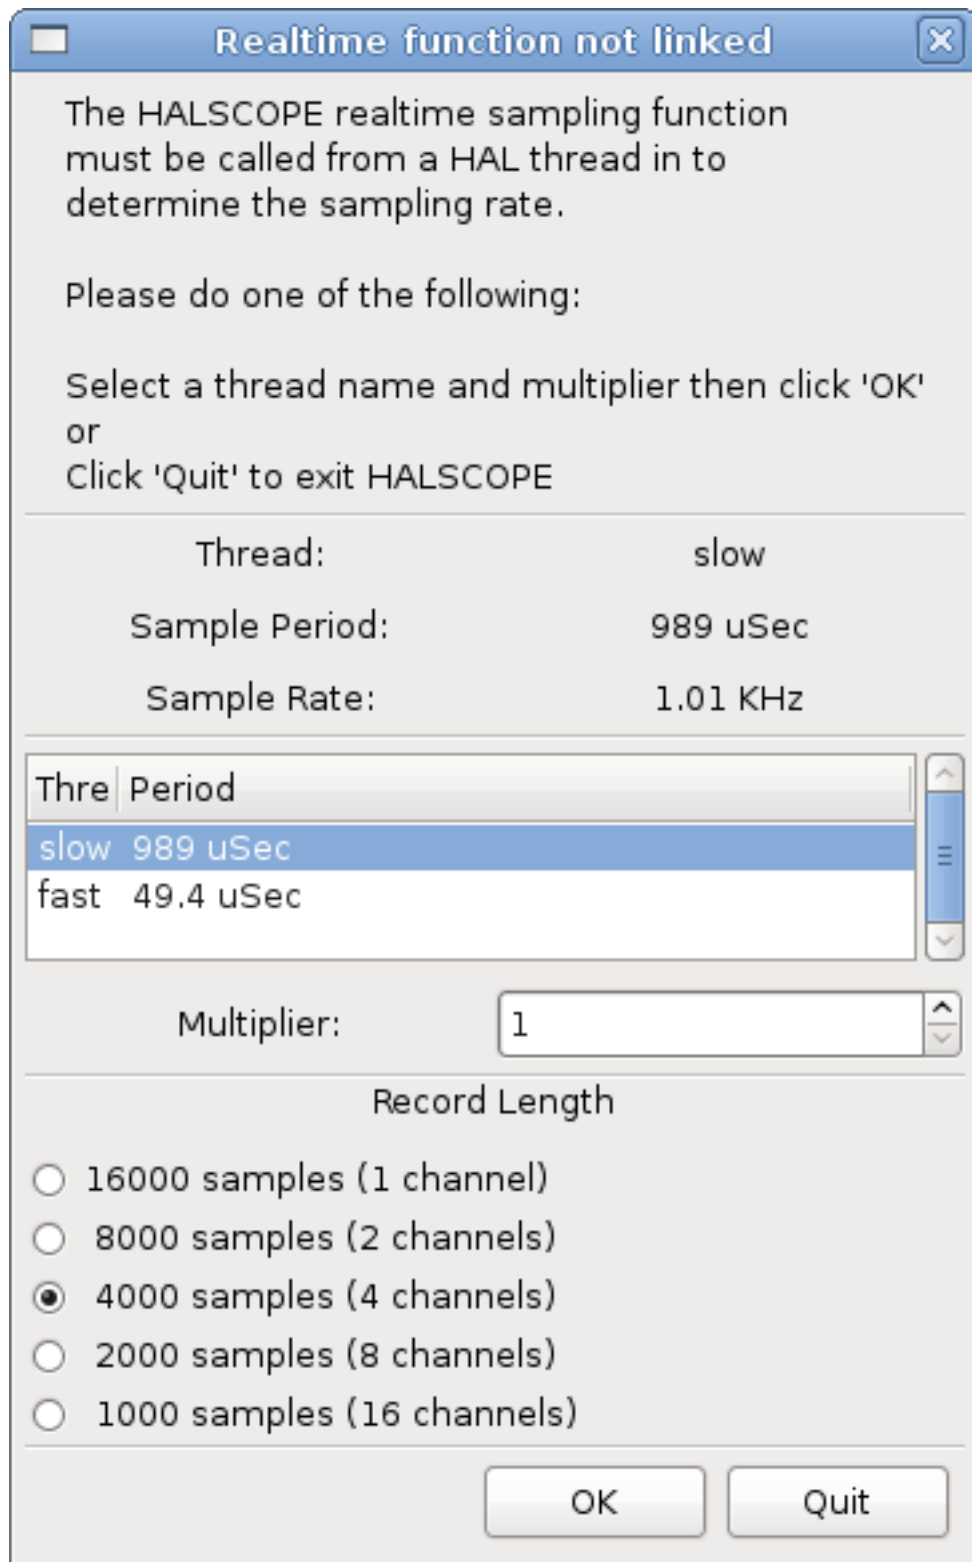 Realtime function not linked
The HALSCOPE realtime sampling function
must be called from a HAL thread in to
determine the sampling rate.
Please do one of the following:
Select a thread name and multiplier then click 'OK'
or
Click 'Quit' to exit HALSCOPE
Thread: slow
Sample Period: 989 uSec
Sample Rate: 1.01 KHz
Thre Period
slow 989 uSec
fast 49.4 uSec
Multiplier: 1
Record Length
16000 samples (1 channel)
8000 samples (2 channels)
4000 samples (4 channels)
2000 samples (8 channels)
1000 samples (16 channels)
OK Quit